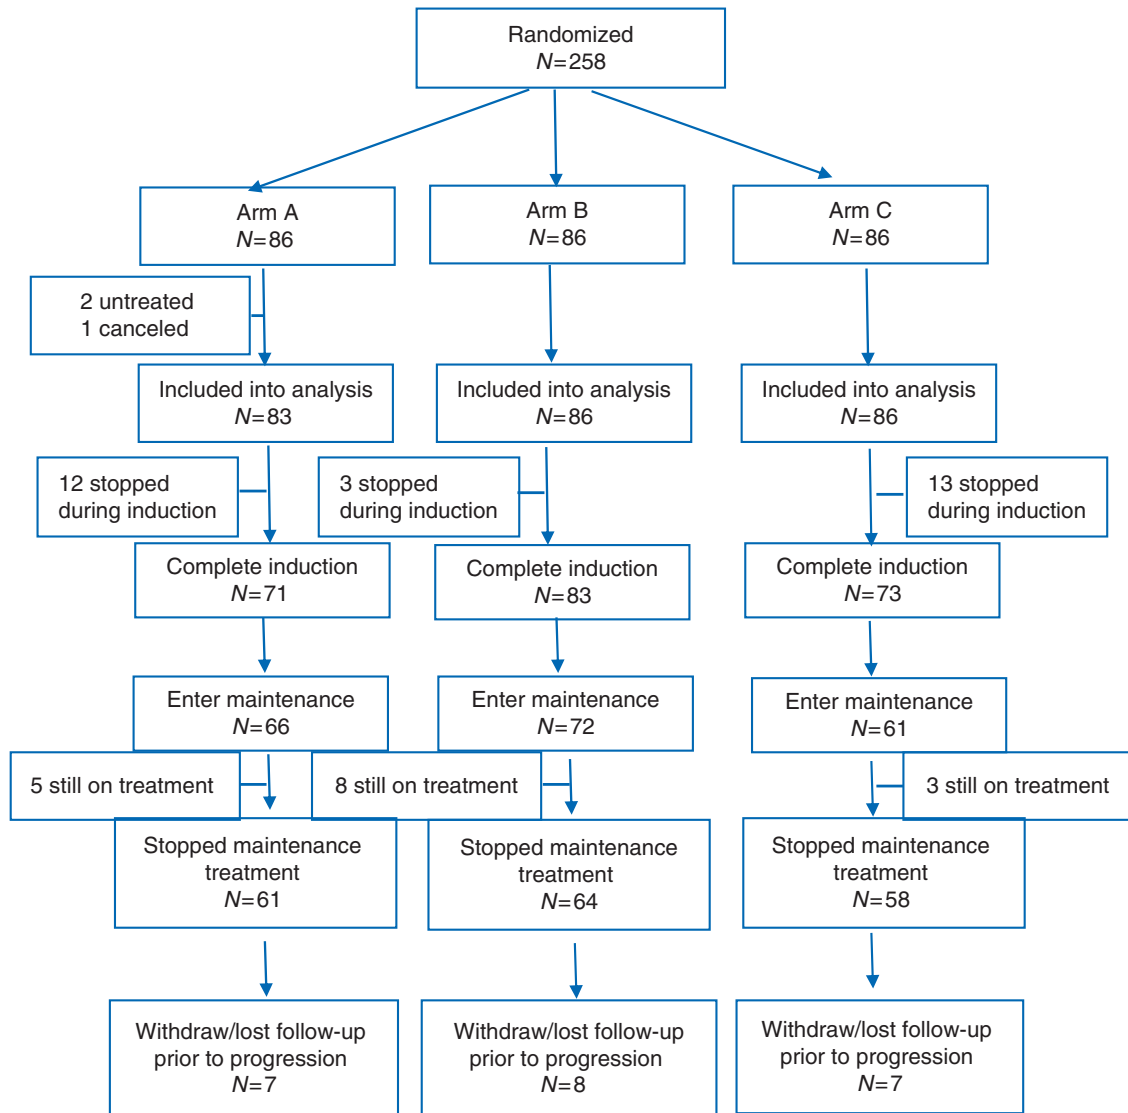 Randomized
N=258
Arm A
N=86
Arm B
N=86
Arm C
N=86
2 untreated
1 canceled
Included into analysis
N=83
Included into analysis
N=86
Included into analysis
N=86
12 stopped
during induction
3 stopped
during induction
13 stopped
during induction
Complete induction
N=71
Complete induction
N=83
Complete induction
N=73
Enter maintenance
N=66
Enter maintenance
N=72
Enter maintenance
N=61
5 still on treatment
8 still on treatment
3 still on treatment
Stopped maintenance
treatment
N=61
Stopped maintenance
treatment
N=64
Stopped maintenance
treatment
N=58
Withdraw/lost follow-up
prior to progression
N=7
Withdraw/lost follow-up
prior to progression
N=8
Withdraw/lost follow-up
prior to progression
N=7